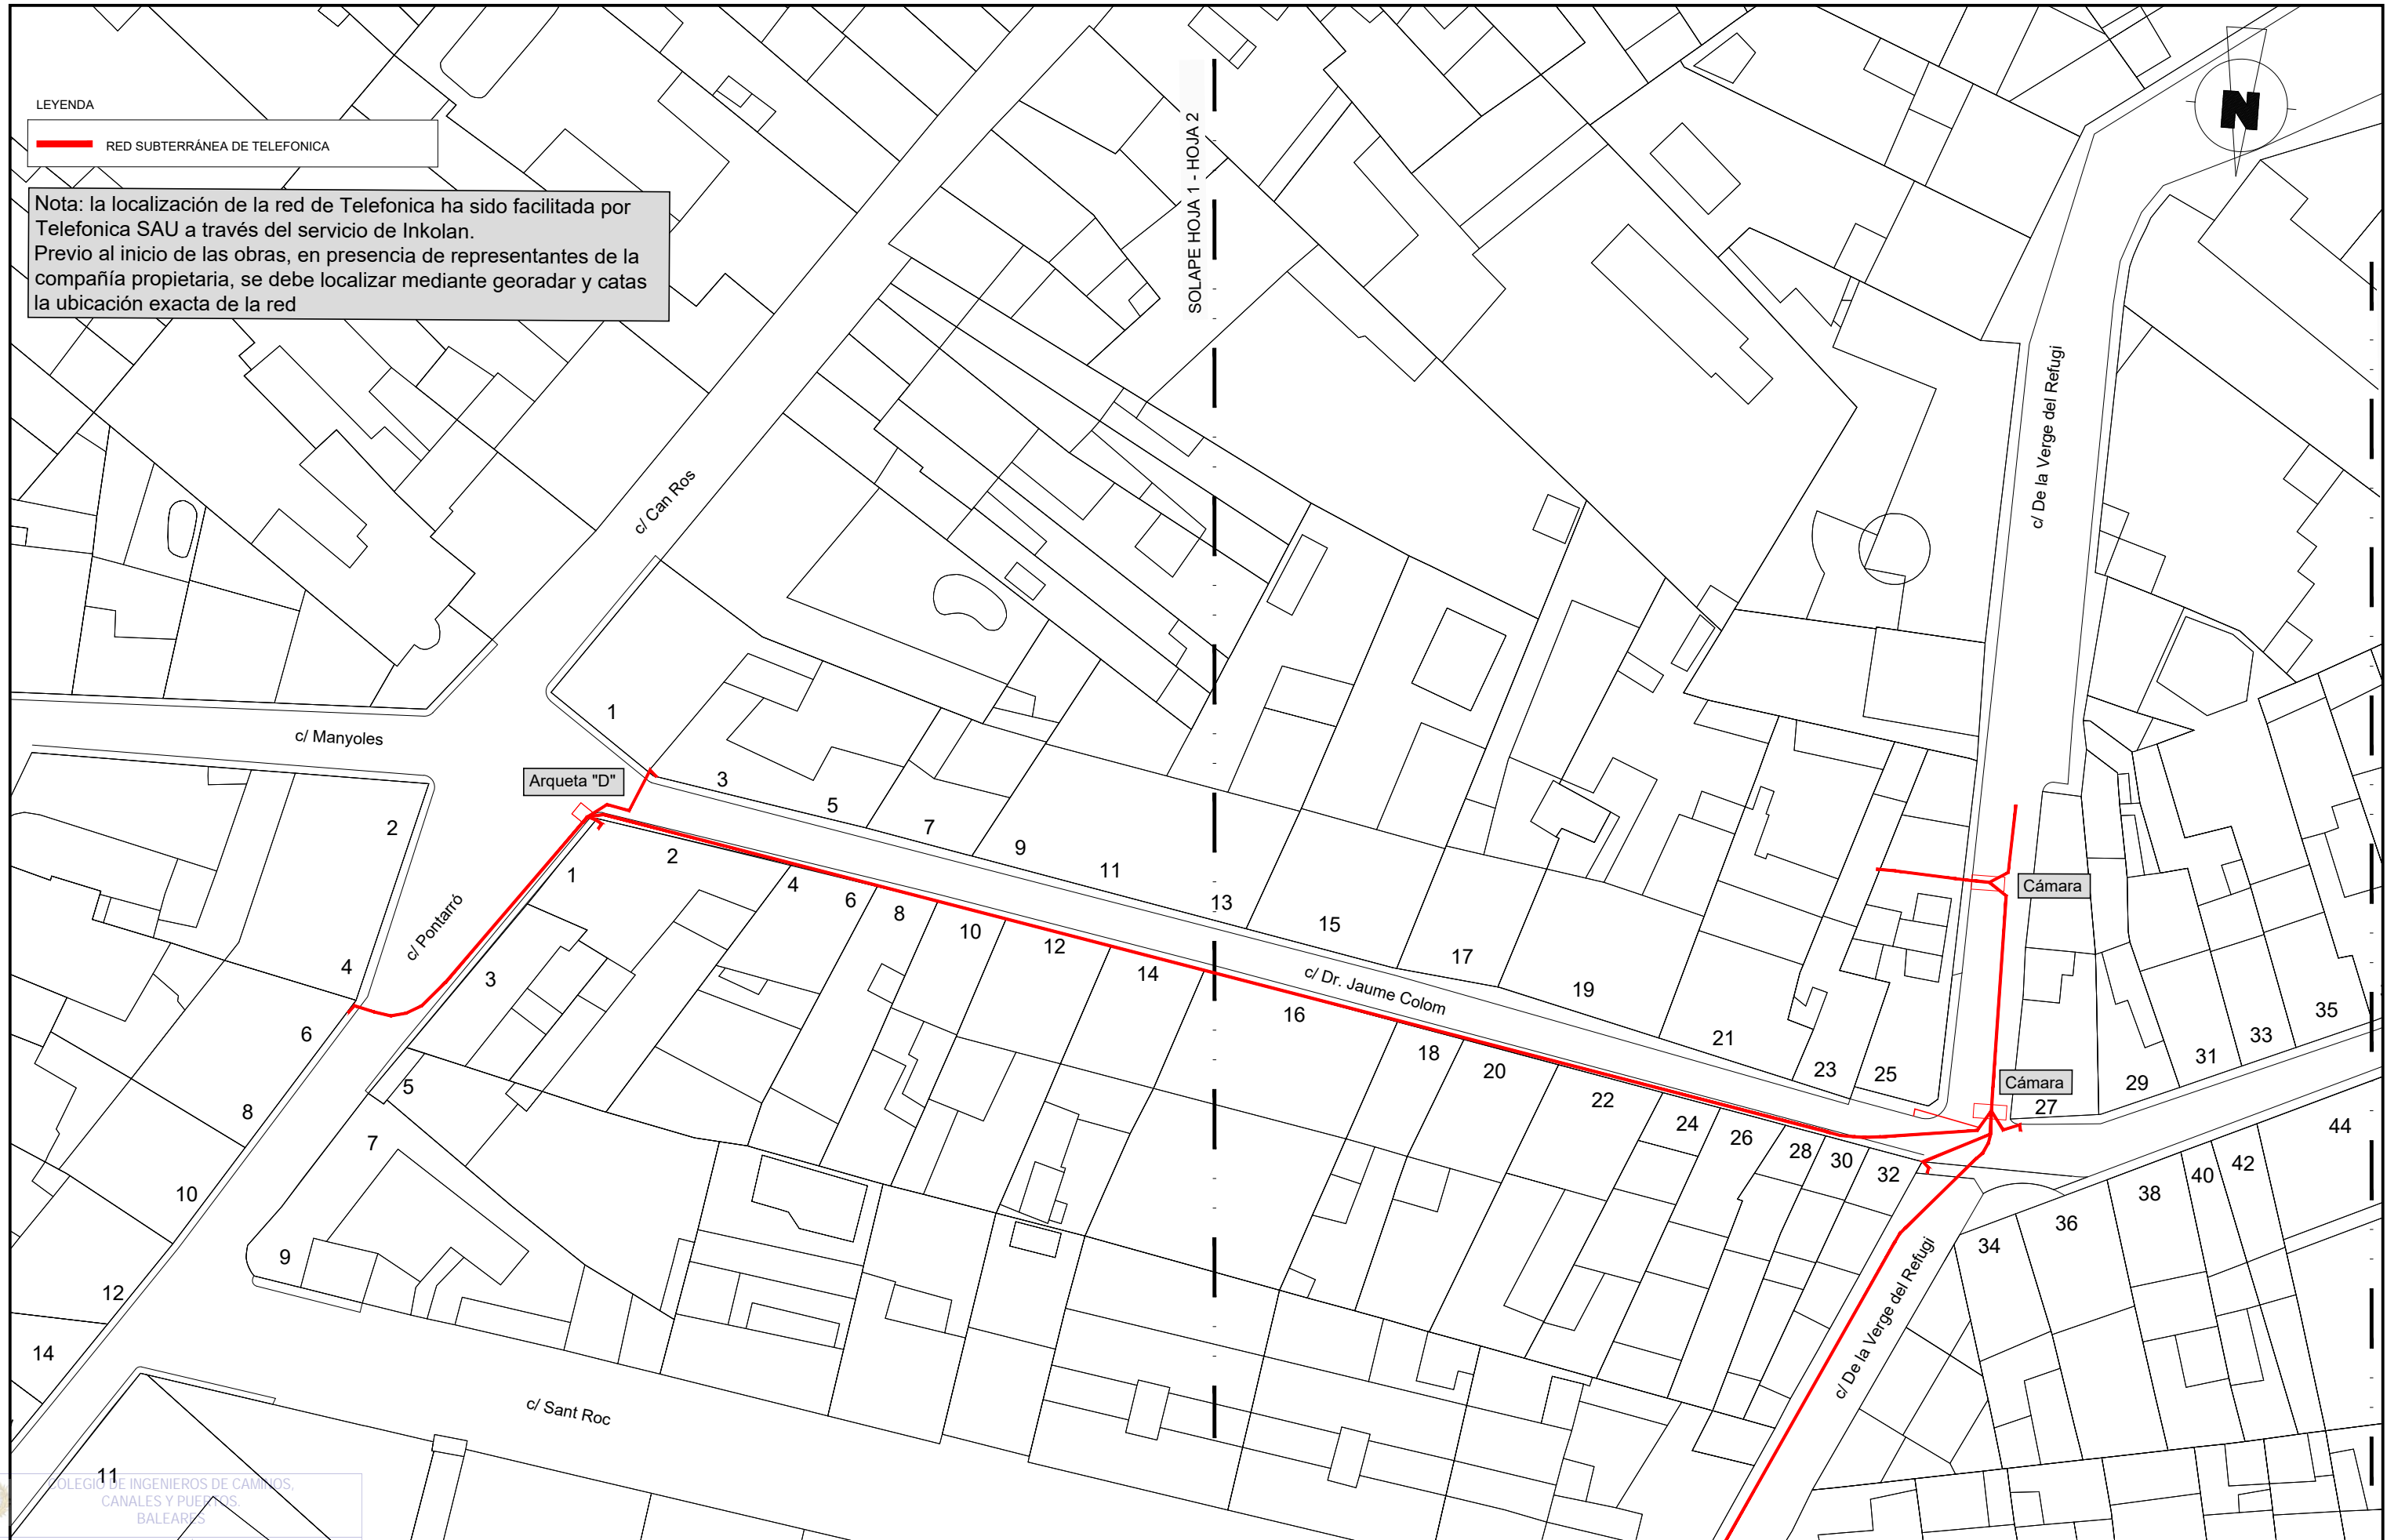 LEYENDA
RED SUBTERRÁNEA DE TELEFONICA
Nota: la localización de la red de Telefonica ha sido facilitada por
Telefonica SAU a través del servicio de Inkolan.
Previo al inicio de las obras, en presencia de representantes de la
compañía propietaria, se debe localizar mediante georadar y catas
la ubicación exacta de la red
SOLAPE HOJA 1 - HOJA 2
N
c/ De la Verge del Refugi
c/ Can Ros
c/ Manyoles
1
Arqueta "D"
3
5
7
9
11
13
15
17
19
21
23
25
2
4
c/ Pontarró
1
2
4
6
8
10
12
14
16
18
20
22
24
26
28
30
32
c/ Dr. Jaume Colom
Cámara
Cámara
27
29
31
33
35
3
5
7
9
6
8
10
12
14
11
c/ De la Verge del Refugi
34
36
38
40
42
44
c/ Sant Roc
COLEGIO DE INGENIEROS DE CAMINOS,
CANALES Y PUERTOS.
BALEARES